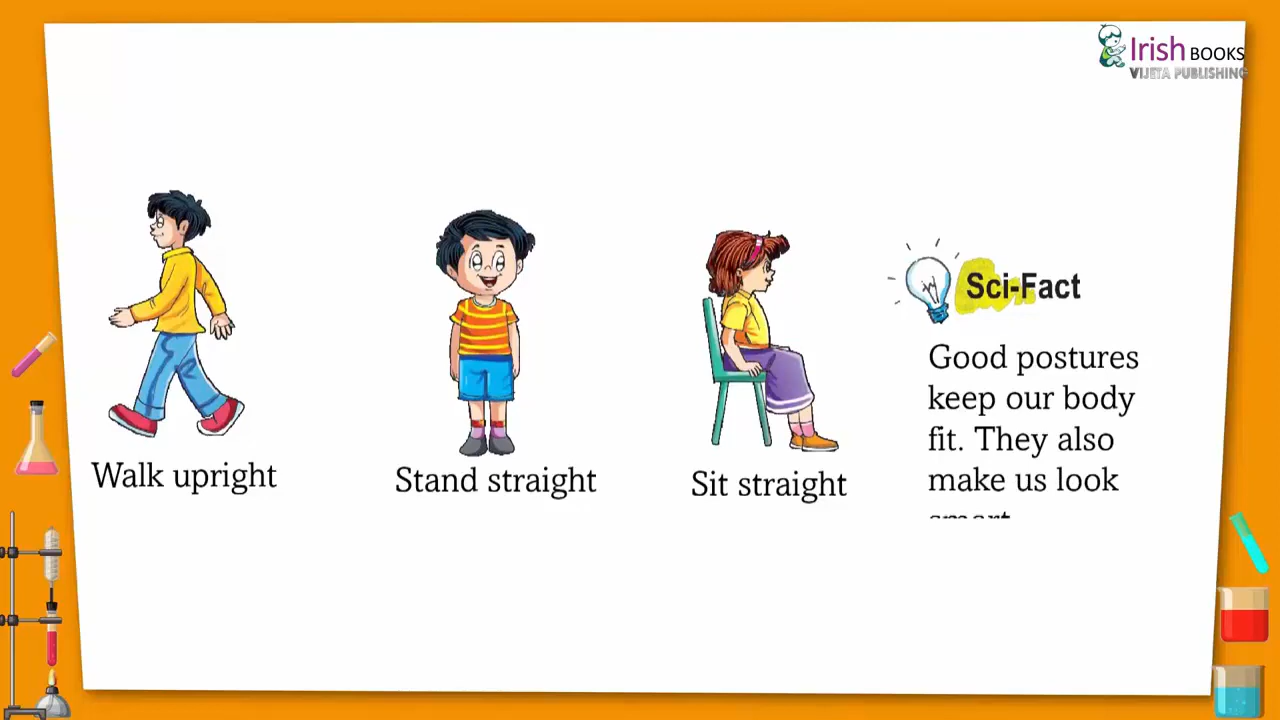 Irish BOOKS
VIJETA PUBLISHING
Walk upright
Stand straight
Sit straight
Sci-Fact
Good postures
keep our body
fit. They also
make us look